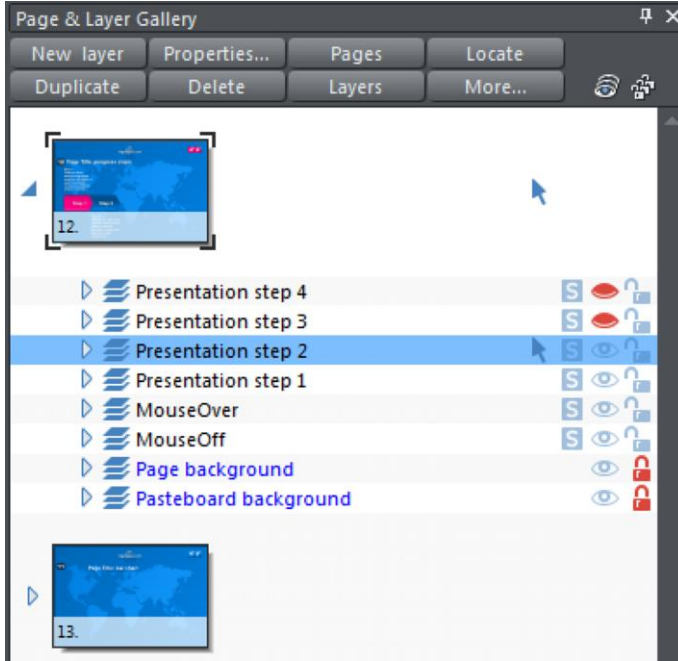 Page & Layer Gallery
New layer Properties... Pages Locate
Duplicate Delete Layers More...
12.
Presentation step 4 S
Presentation step 3 S
Presentation step 2 S
Presentation step 1 S
MouseOver S
MouseOff S
Page background
Pasteboard background
13.